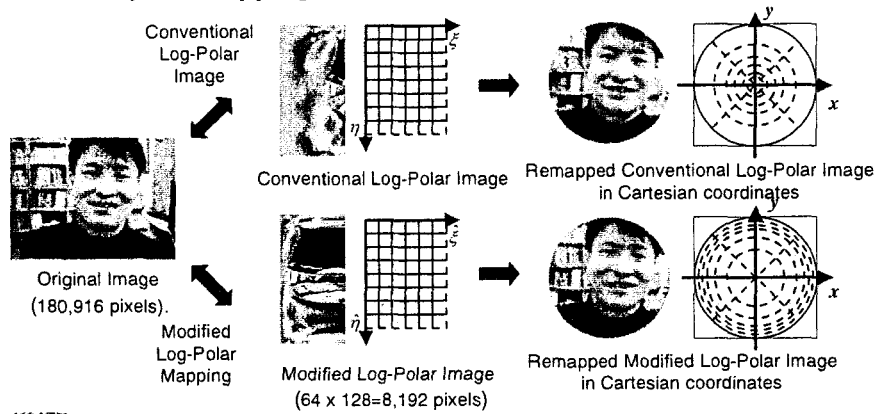 Conventional
Log-Polar
Image
ξ
η
y
x
Conventional Log-Polar Image
Remapped Conventional Log-Polar Image
in Cartesian coordinates
Original Image
(180,916 pixels).
Modified
Log-Polar
Mapping
ξ̂
η̂
y
x
Modified Log-Polar Image
(64 x 128=8,192 pixels)
Remapped Modified Log-Polar Image
in Cartesian coordinates